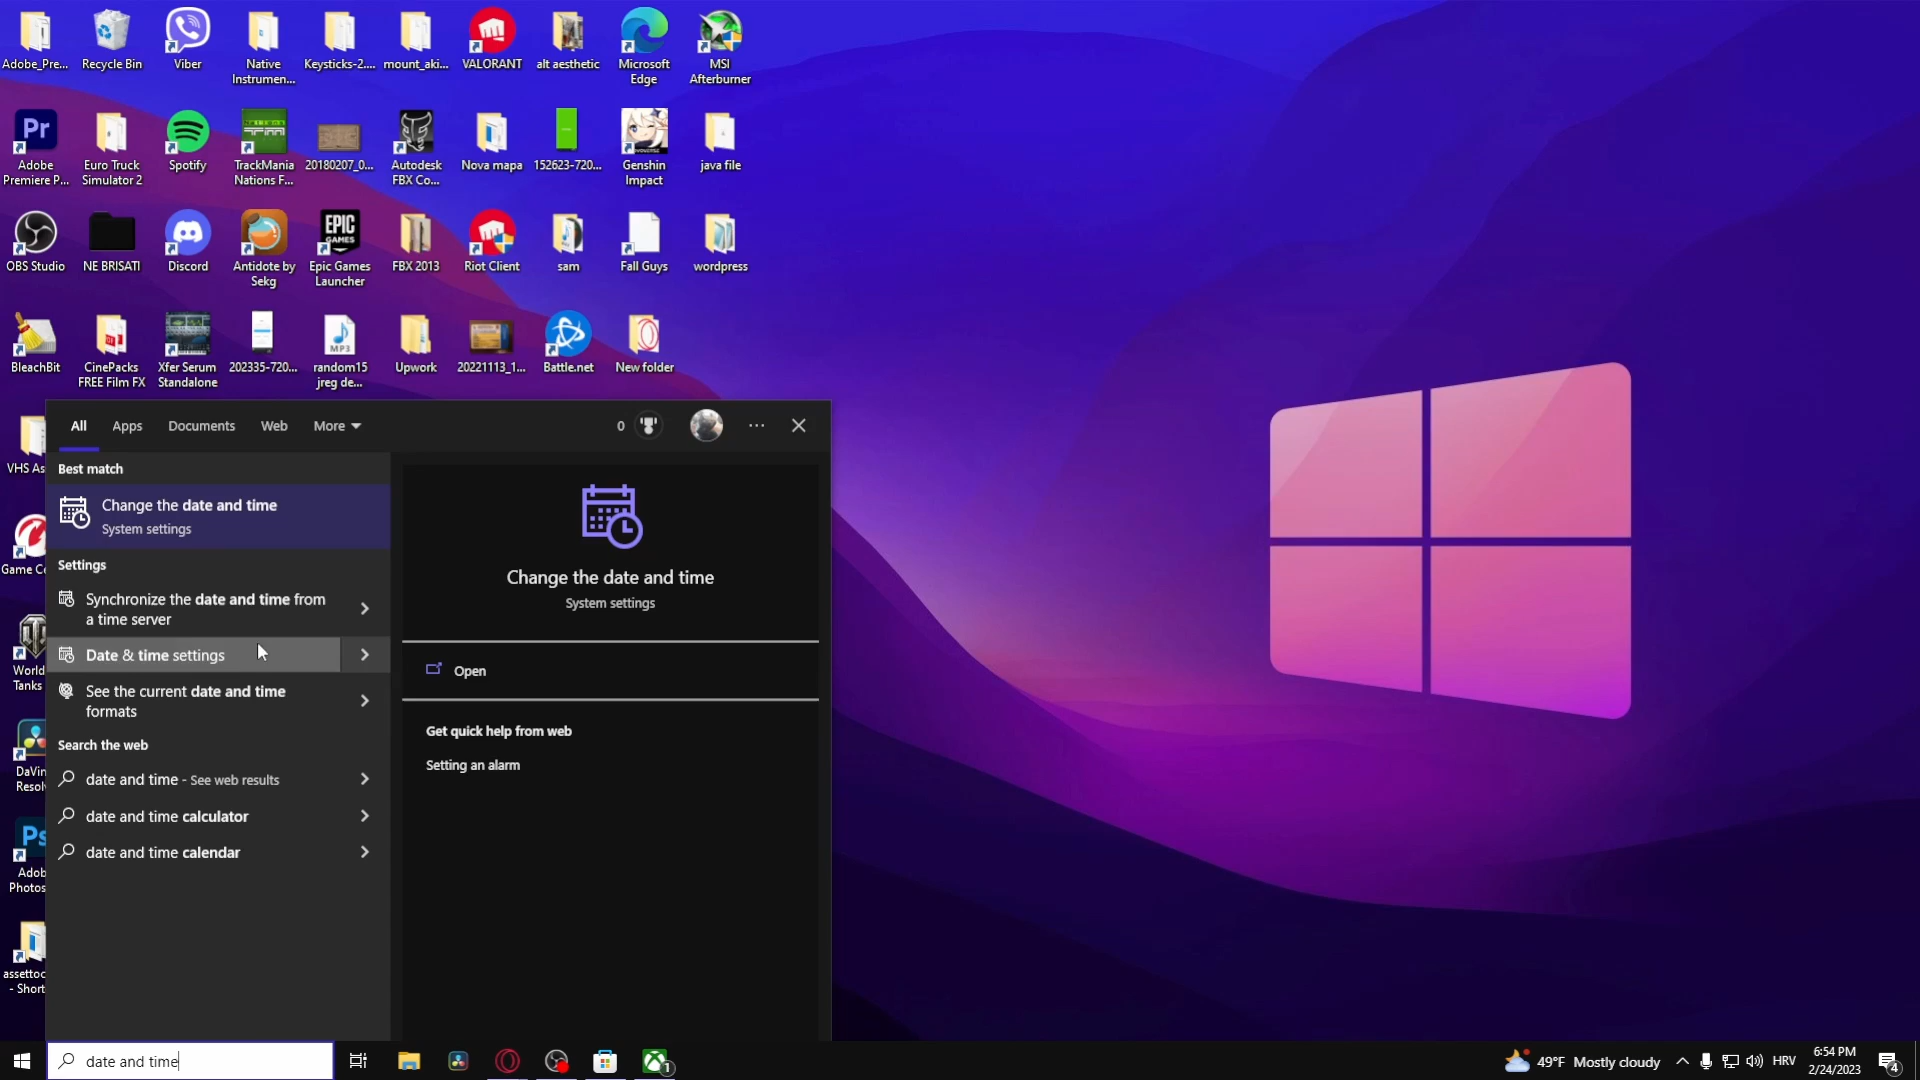 Adobe_Pre...
Recycle Bin
Viber
Native
Instrumen...
Keysticks-2....
mount_aki...
VALORANT
alt aesthetic
Microsoft
Edge
MSI
Afterburner
Pr
Adobe
Premiere P...
Euro Truck
Simulator 2
Spotify
TrackMania
Nations F...
20180207_0...
Autodesk
FBX Co...
Nova mapa
152623-720...
Genshin
Impact
java file
OBS Studio
NE BRISATI
Discord
Antidote by
Sekg
EPIC
GAMES
Epic Games
Launcher
FBX 2013
Riot Client
sam
Fall Guys
wordpress
BleachBit
CinePacks
FREE Film FX
Xfer Serum
Standalone
202335-720...
MP3
random15
jreg de...
Upwork
20221113_1...
Battle.net
New folder
VHS As
Game Ce
World
Tanks
DaVin
Resolv
Ps
Adob
Photos
assettoc
- Short
All
Apps
Documents
Web
More
0
Best match
Change the date and time
System settings
Settings
Synchronize the date and time from
a time server
Date & time settings
See the current date and time
formats
Search the web
date and time - See web results
date and time calculator
date and time calendar
Change the date and time
System settings
Open
Get quick help from web
Setting an alarm
date and time
1
49°F Mostly cloudy
HRV
6:54 PM
2/24/2023
4